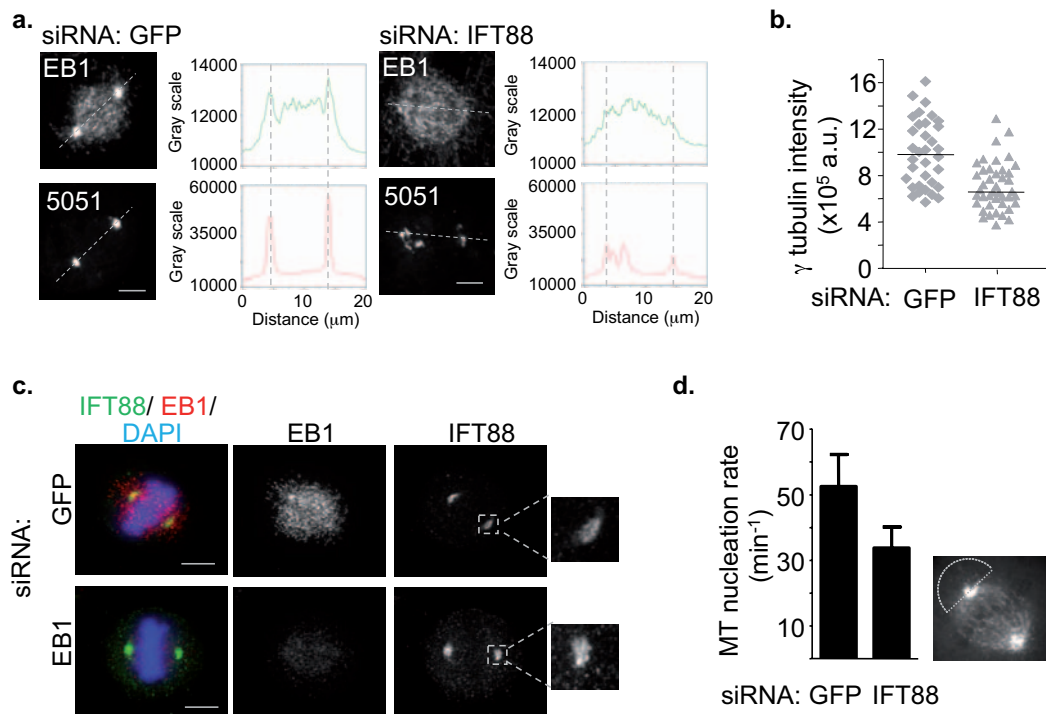 a.
siRNA: GFP
EB1
Gray scale
14000
12000
10000
5051
Gray scale
60000
35000
10000
0 10 20
Distance (μm)
siRNA: IFT88
EB1
Gray scale
14000
12000
10000
5051
Gray scale
60000
35000
10000
0 10 20
Distance (μm)
b.
γ tubulin intensity
(x10⁵ a.u.)
16
12
8
4
0
siRNA: GFP IFT88
c.
IFT88/ EB1/
DAPI
EB1
IFT88
siRNA:
GFP
EB1
d.
MT nucleation rate
(min⁻¹)
70
50
30
10
siRNA: GFP IFT88